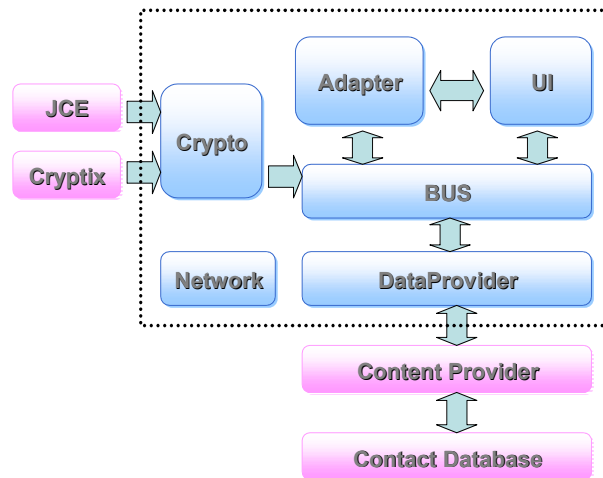 Adapter
UI
JCE
Crypto
Cryptix
BUS
Network
DataProvider
Content Provider
Contact Database